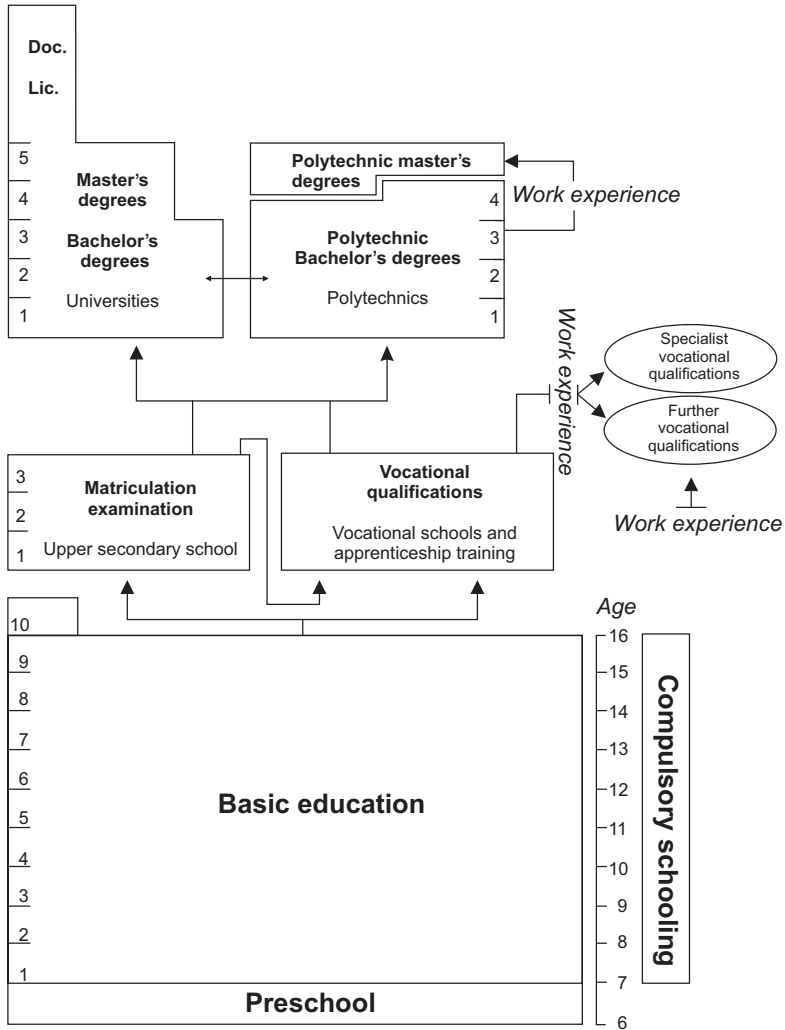 Doc.
Lic.
5
4
3
2
1
Master's
degrees
Bachelor's
degrees
Universities
Polytechnic master's
degrees
Work experience
4
3
2
1
Polytechnic
Bachelor's degrees
Polytechnics
Work experience
Specialist
vocational
qualifications
Further
vocational
qualifications
Work experience
3
2
1
Matriculation
examination
Upper secondary school
Vocational
qualifications
Vocational schools and
apprenticeship training
10
9
8
7
6
5
4
3
2
1
Basic education
Preschool
Age
16
15
14
13
12
11
10
9
8
7
6
Compulsory schooling